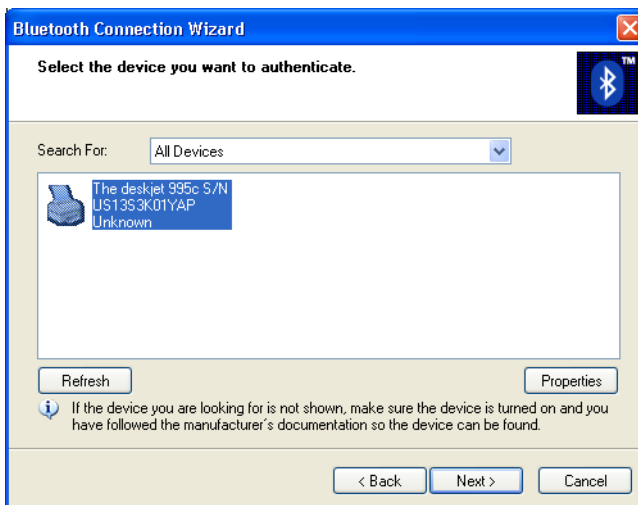 Bluetooth Connection Wizard
Select the device you want to authenticate.
TM
Search For: All Devices
The deskjet 995c S/N
US13S3K01YAP
Unknown
Refresh Properties
If the device you are looking for is not shown, make sure the device is turned on and you
have followed the manufacturer's documentation so the device can be found.
< Back Next > Cancel